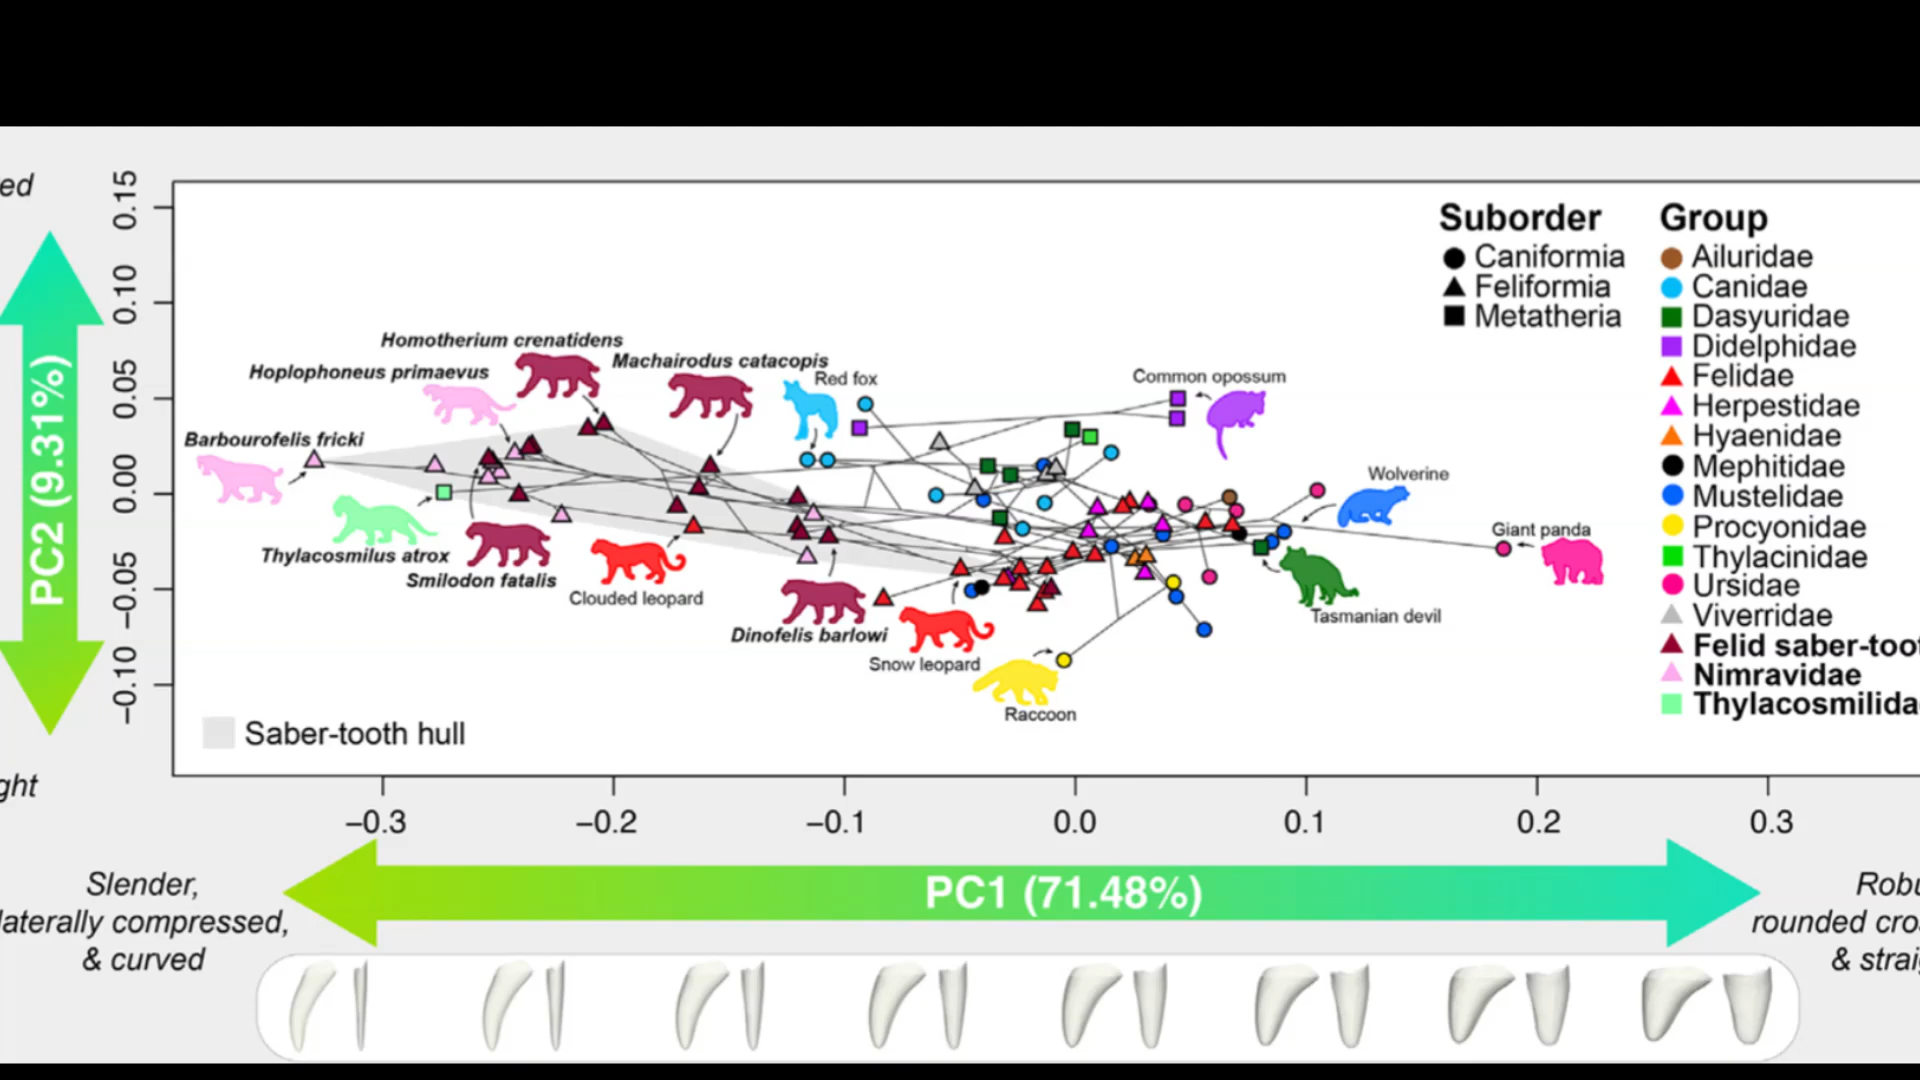 ed
PC2 (9.31%)
ght
0.15
0.10
0.05
0.00
−0.05
−0.10
Homotherium crenatidens
Hoplophoneus primaevus
Machairodus catacopis
Red fox
Common opossum
Barbourofelis fricki
Wolverine
Thylacosmilus atrox
Smilodon fatalis
Clouded leopard
Giant panda
Dinofelis barlowi
Snow leopard
Tasmanian devil
Raccoon
Saber-tooth hull
Suborder
Caniformia
Feliformia
Metatheria
Group
Ailuridae
Canidae
Dasyuridae
Didelphidae
Felidae
Herpestidae
Hyaenidae
Mephitidae
Mustelidae
Procyonidae
Thylacinidae
Ursidae
Viverridae
Felid saber-toot
Nimravidae
Thylacosmilidae
−0.3
−0.2
−0.1
0.0
0.1
0.2
0.3
PC1 (71.48%)
Slender,
laterally compressed,
& curved
Robu
rounded cros
& straig